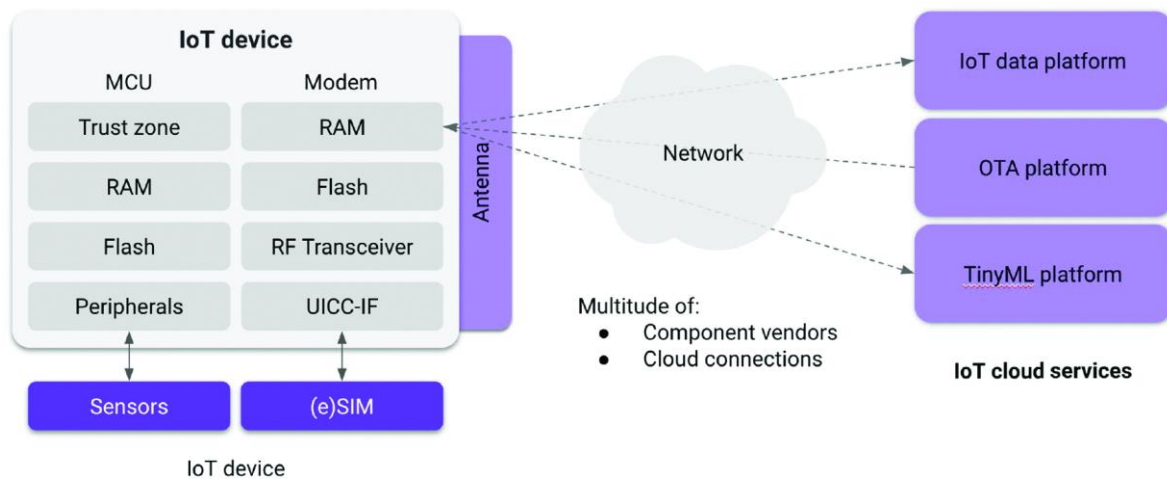 IoT device
MCU
Modem
Trust zone
RAM
RAM
Flash
Flash
RF Transceiver
Peripherals
UICC-IF
Antenna
Sensors
(e)SIM
IoT device
Network
Multitude of:
● Component vendors
● Cloud connections
IoT data platform
OTA platform
TinyML platform
IoT cloud services